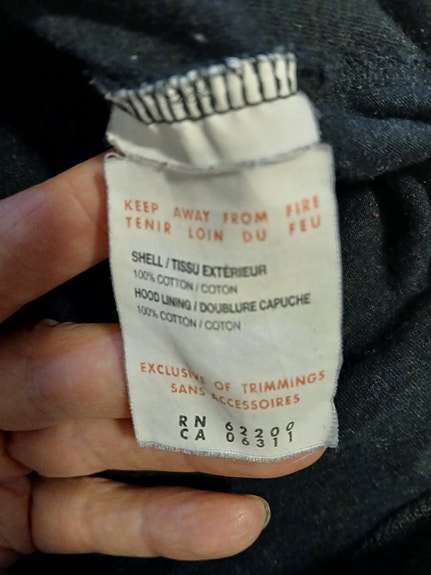 KEEP AWAY FROM FIRE
TENIR LOIN DU FEU
SHELL / TISSU EXTÉRIEUR
100% COTTON / COTON
HOOD LINING / DOUBLURE CAPUCHE
100% COTTON / COTON
EXCLUSIVE OF TRIMMINGS
SANS ACCESSOIRES
RN 62200
CA 06311